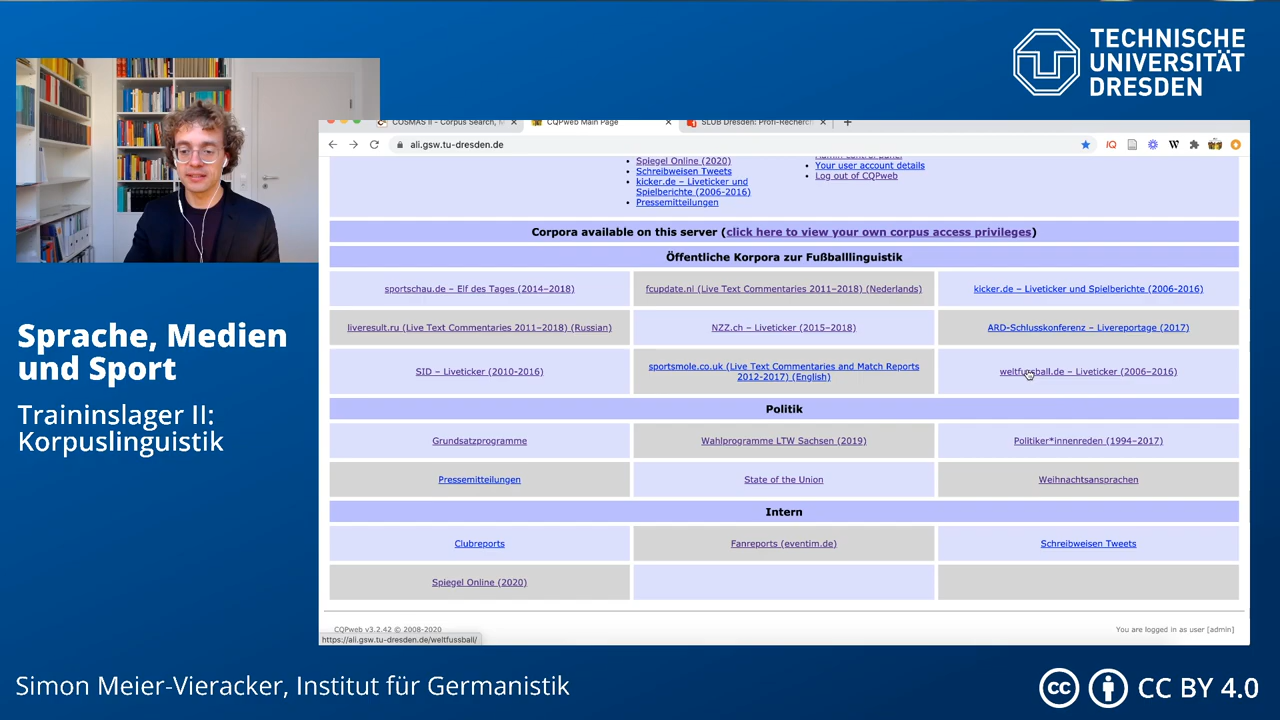 TECHNISCHE
UNIVERSITÄT
DRESDEN
COSMAS II - Corpus Search,
CQPweb Main Page
SLUB Dresden: Profi-Recherc
ali.gsw.tu-dresden.de
Spiegel Online (2020)
Schreibweisen Tweets
kicker.de – Liveticker und
Spielberichte (2006-2016)
Pressemitteilungen
Admin control panel
Your user account details
Log out of CQPweb
Corpora available on this server (click here to view your own corpus access privileges)
Öffentliche Korpora zur Fußballlinguistik
sportschau.de – Elf des Tages (2014–2018)
fcupdate.nl (Live Text Commentaries 2011–2018) (Nederlands)
kicker.de – Liveticker und Spielberichte (2006-2016)
liveresult.ru (Live Text Commentaries 2011–2018) (Russian)
NZZ.ch – Liveticker (2015–2018)
ARD-Schlusskonferenz – Livereportage (2017)
SID – Liveticker (2010-2016)
sportsmole.co.uk (Live Text Commentaries and Match Reports
2012-2017) (English)
weltfussball.de – Liveticker (2006–2016)
Politik
Grundsatzprogramme
Wahlprogramme LTW Sachsen (2019)
Politiker*innenreden (1994–2017)
Pressemitteilungen
State of the Union
Weihnachtsansprachen
Intern
Clubreports
Fanreports (eventim.de)
Schreibweisen Tweets
Spiegel Online (2020)
CQPweb v3.2.42 © 2008-2020
You are logged in as user [admin]
https://ali.gsw.tu-dresden.de/weltfussball/
Sprache, Medien
und Sport
Traininslager II:
Korpuslinguistik
Simon Meier-Vieracker, Institut für Germanistik
cc
CC BY 4.0